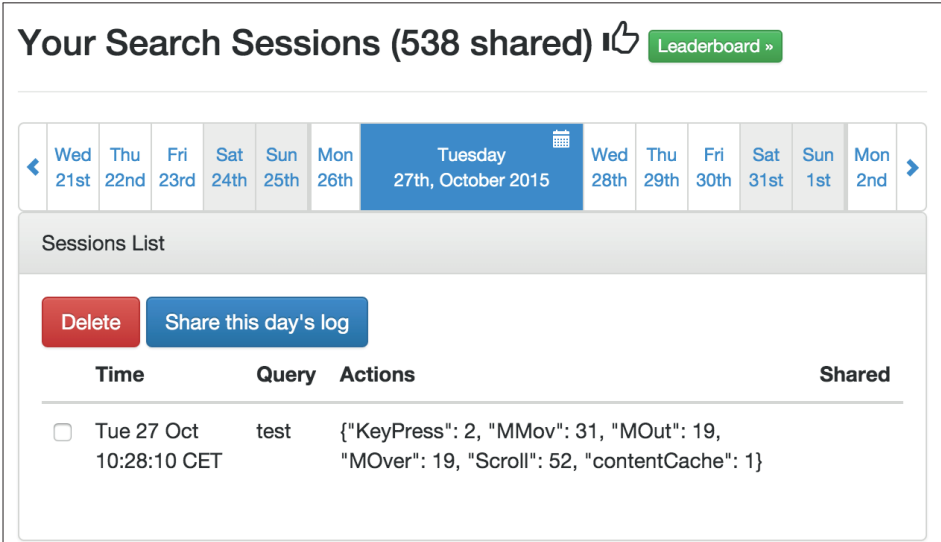 Your Search Sessions (538 shared) Leaderboard »
Wed Thu Fri Sat Sun Mon Tuesday Wed Thu Fri Sat Sun Mon
21st 22nd 23rd 24th 25th 26th 27th, October 2015 28th 29th 30th 31st 1st 2nd
Sessions List
Delete Share this day's log
Time Query Actions Shared
Tue 27 Oct test {"KeyPress": 2, "MMov": 31, "MOut": 19,
10:28:10 CET "MOver": 19, "Scroll": 52, "contentCache": 1}